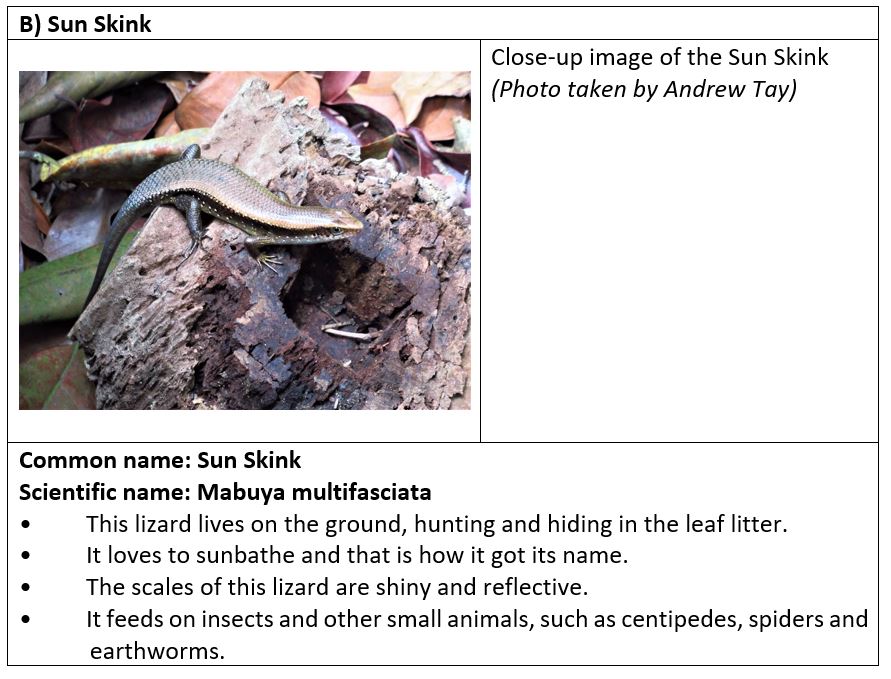 B) Sun Skink
Close-up image of the Sun Skink
(Photo taken by Andrew Tay)
Common name: Sun Skink
Scientific name: Mabuya multifasciata
• This lizard lives on the ground, hunting and hiding in the leaf litter.
• It loves to sunbathe and that is how it got its name.
• The scales of this lizard are shiny and reflective.
• It feeds on insects and other small animals, such as centipedes, spiders and
earthworms.